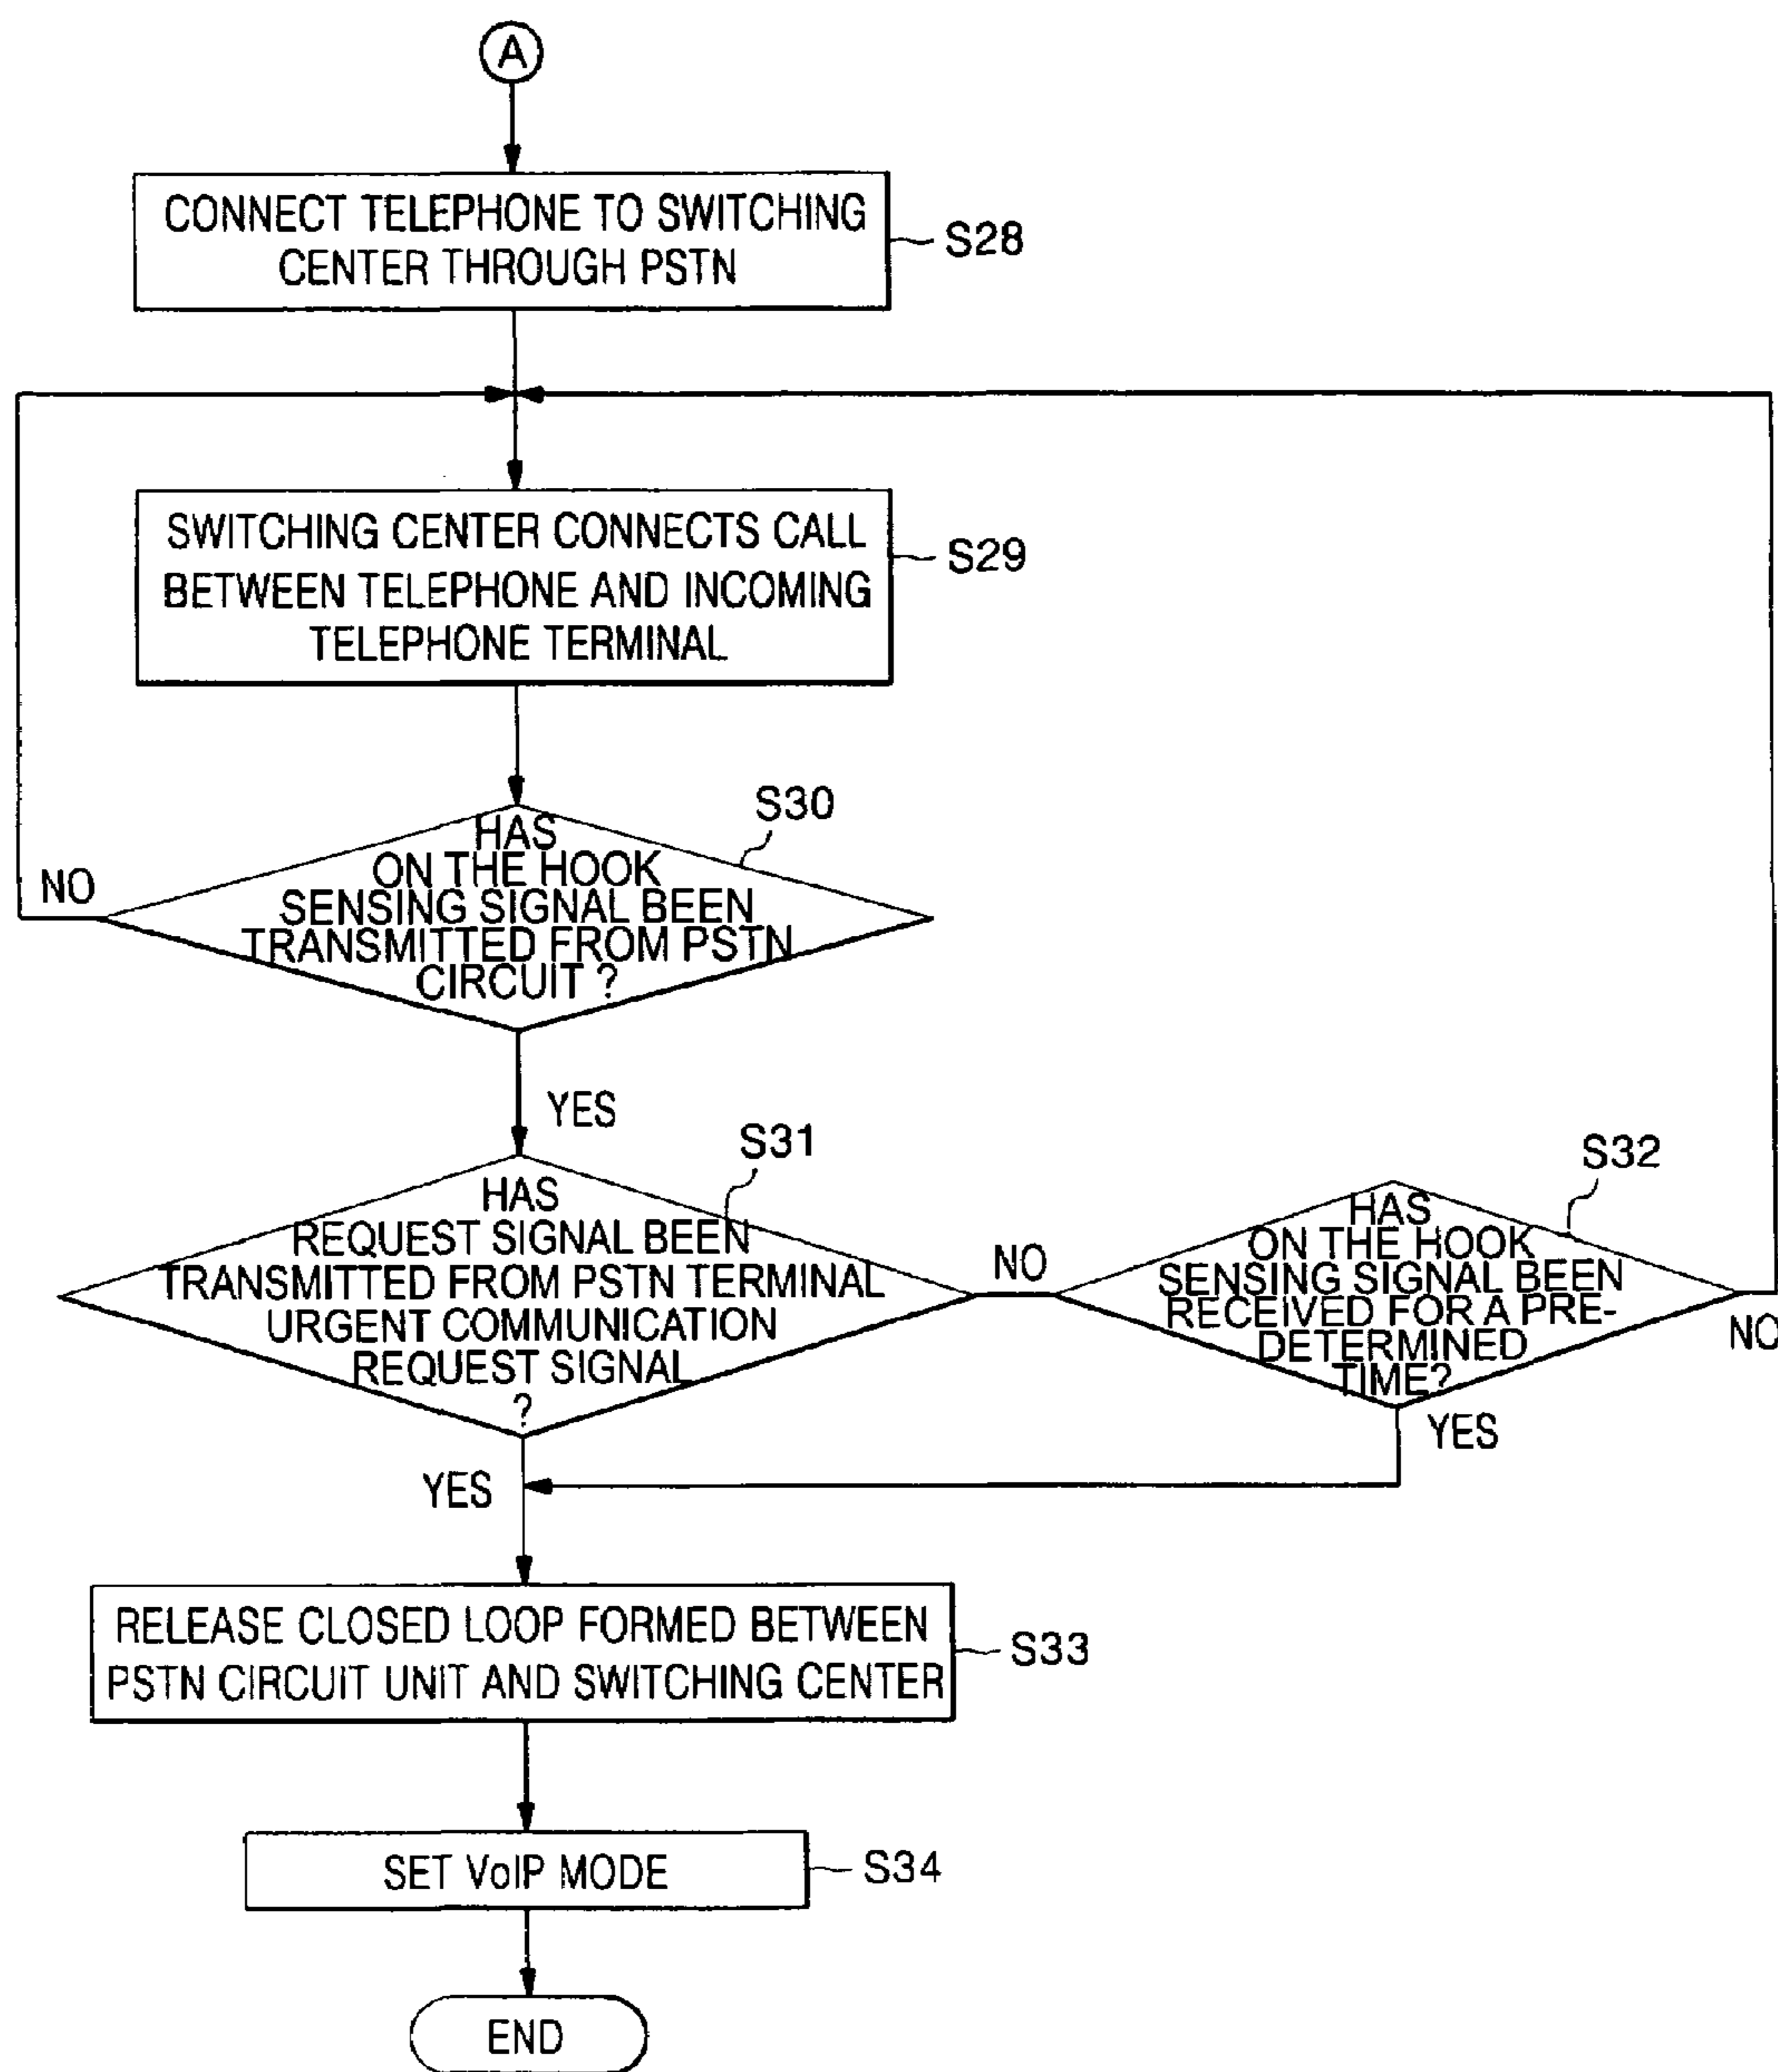 A
CONNECT TELEPHONE TO SWITCHING
CENTER THROUGH PSTN
S28
SWITCHING CENTER CONNECTS CALL
BETWEEN TELEPHONE AND INCOMING
TELEPHONE TERMINAL
S29
S30
HAS
ON THE HOOK
SENSING SIGNAL BEEN
TRANSMITTED FROM PSTN
CIRCUIT ?
NO
YES
S31
HAS
REQUEST SIGNAL BEEN
TRANSMITTED FROM PSTN TERMINAL
URGENT COMMUNICATION
REQUEST SIGNAL
?
NO
S32
HAS
ON THE HOOK
SENSING SIGNAL BEEN
RECEIVED FOR A PRE-
DETERMINED
TIME?
NO
YES
YES
RELEASE CLOSED LOOP FORMED BETWEEN
PSTN CIRCUIT UNIT AND SWITCHING CENTER
S33
SET VoIP MODE
S34
END